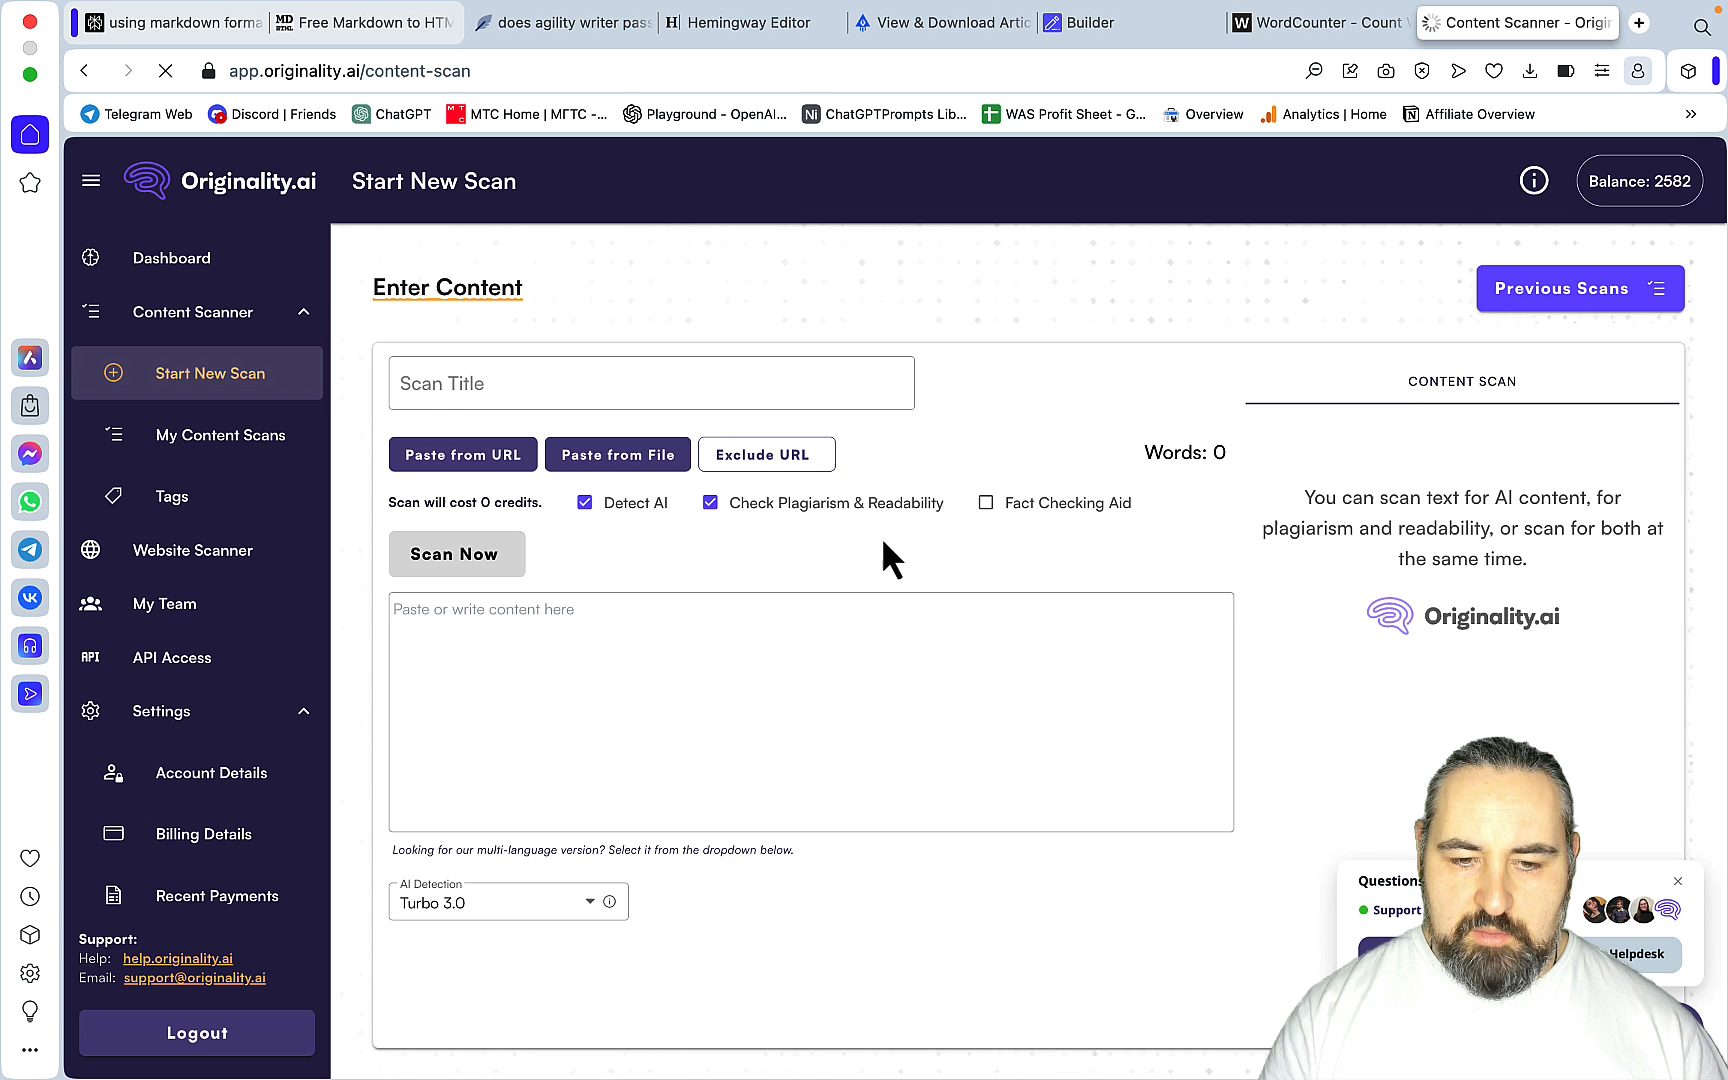 using markdown forma
MD HTML Free Markdown to HTM
does agility writer pass
H Hemingway Editor
View & Download Artic
Builder
W WordCounter - Count W
Content Scanner - Origin
app.originality.ai/content-scan
Telegram Web
Discord | Friends
ChatGPT
MTC Home | МГТС -...
Playground - OpenAI...
Ni ChatGPTPrompts Lib...
WAS Profit Sheet - G...
Overview
Analytics | Home
Affiliate Overview
Originality.ai
Start New Scan
Balance: 2582
Dashboard
Content Scanner
Start New Scan
My Content Scans
Tags
Website Scanner
My Team
API API Access
Settings
Account Details
Billing Details
Recent Payments
Support:
Help: help.originality.ai
Email: support@originality.ai
Logout
Enter Content
Previous Scans
Scan Title
Paste from URL
Paste from File
Exclude URL
Words: 0
Scan will cost 0 credits.
Detect AI
Check Plagiarism & Readability
Fact Checking Aid
Scan Now
Paste or write content here
Looking for our multi-language version? Select it from the dropdown below.
AI Detection
Turbo 3.0
CONTENT SCAN
You can scan text for AI content, for
plagiarism and readability, or scan for both at
the same time.
Originality.ai
Questions
Support
Helpdesk